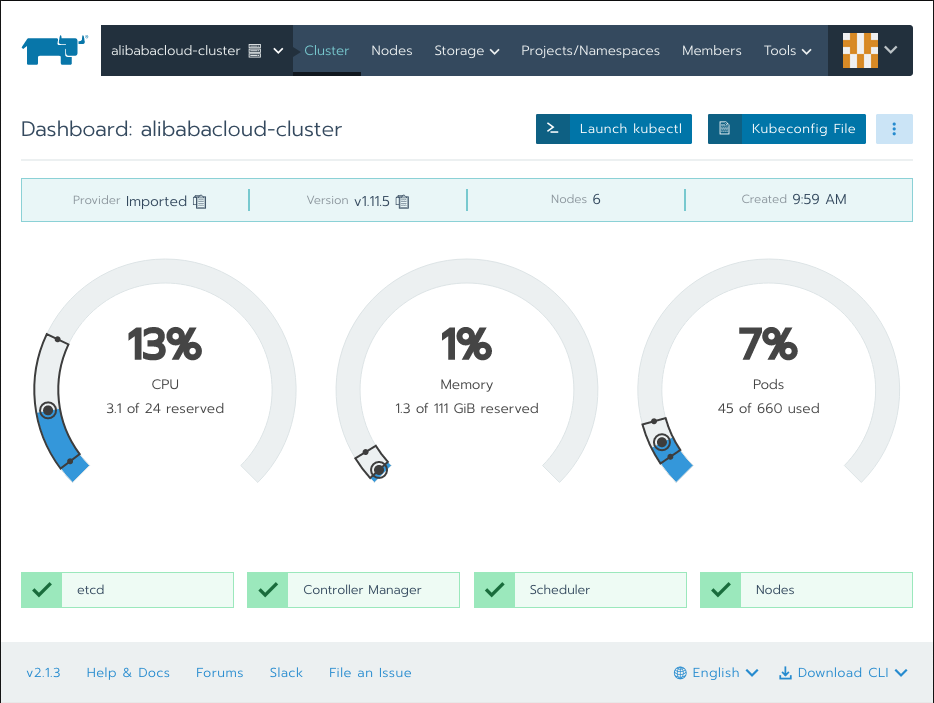 alibabacloud-cluster Cluster Nodes Storage Projects/Namespaces Members Tools
Dashboard: alibabacloud-cluster
Launch kubectl Kubeconfig File
Provider Imported Version v1.11.5 Nodes 6 Created 9:59 AM
13%
CPU
3.1 of 24 reserved
1%
Memory
1.3 of 111 GiB reserved
7%
Pods
45 of 660 used
etcd Controller Manager Scheduler Nodes
v2.1.3 Help & Docs Forums Slack File an Issue English Download CLI